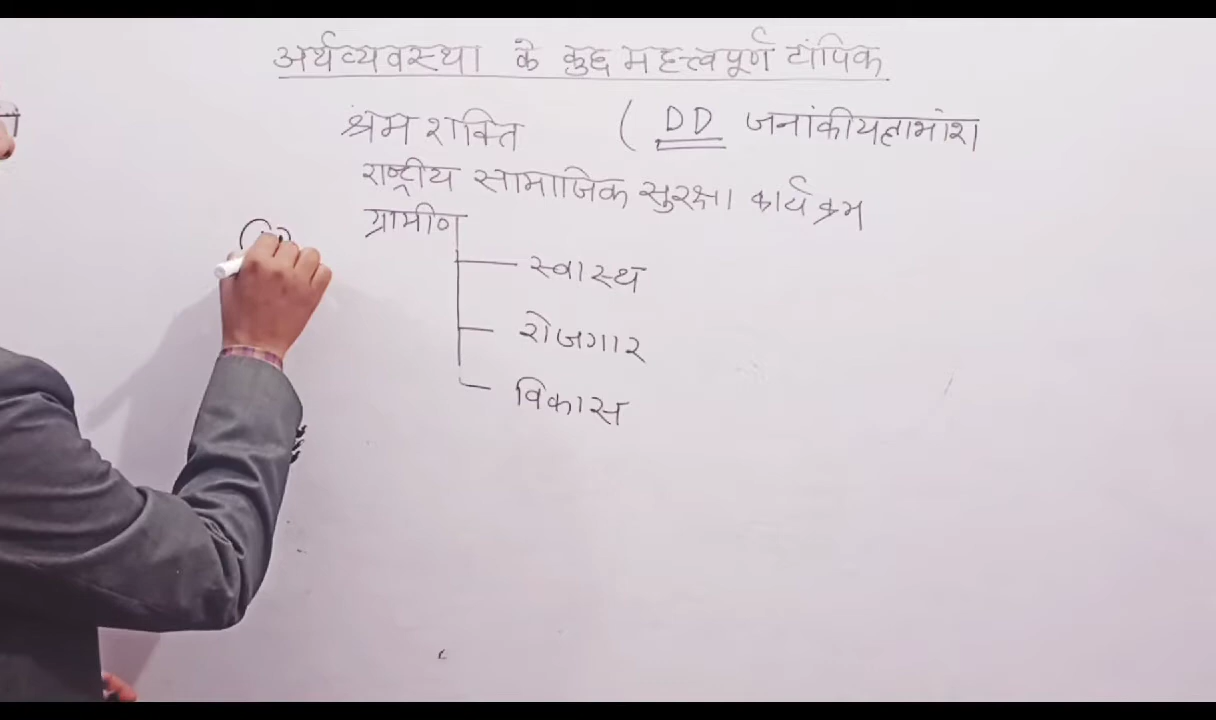 अर्थव्यवस्था के कुछ महत्त्वपूर्ण टॉपिक
श्रम शक्ति ( DD जनांकीयलाभांश
राष्ट्रीय सामाजिक सुरक्षा कार्यक्रम
ग्रामीण
स्वास्थ
रोजगार
विकास